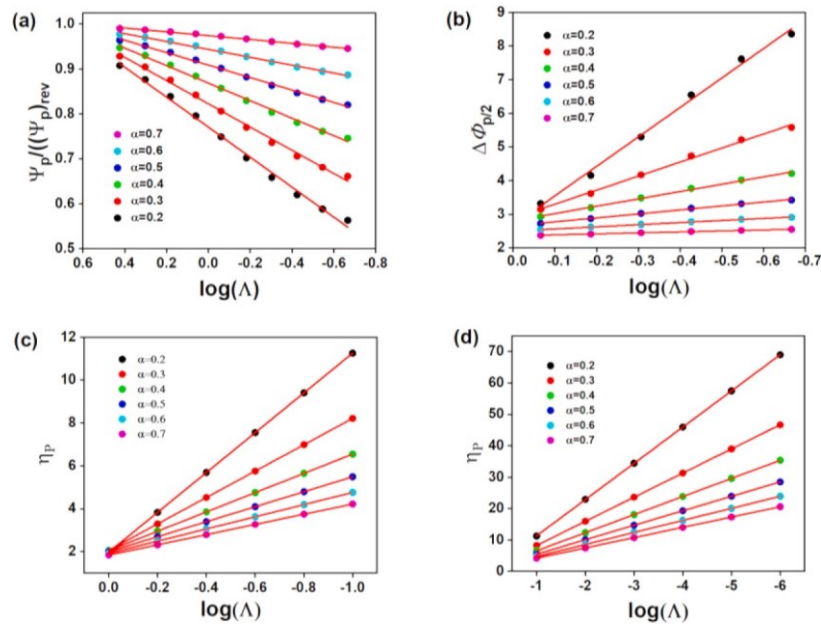 (a)
1.0
0.9
0.8
0.7
0.6
0.5
Ψp/((Ψp)rev
α=0.7
α=0.6
α=0.5
α=0.4
α=0.3
α=0.2
0.6 0.4 0.2 0.0 -0.2 -0.4 -0.6 -0.8
log(Λ)
(b)
9
8
7
6
5
4
3
2
ΔΦp/2
α=0.2
α=0.3
α=0.4
α=0.5
α=0.6
α=0.7
0.0 -0.1 -0.2 -0.3 -0.4 -0.5 -0.6 -0.7
log(Λ)
(c)
12
10
8
6
4
2
ηP
α=0.2
α=0.3
α=0.4
α=0.5
α=0.6
α=0.7
0.0 -0.2 -0.4 -0.6 -0.8 -1.0
log(Λ)
(d)
70
60
50
40
30
20
10
0
ηP
α=0.2
α=0.3
α=0.4
α=0.5
α=0.6
α=0.7
-1 -2 -3 -4 -5 -6
log(Λ)